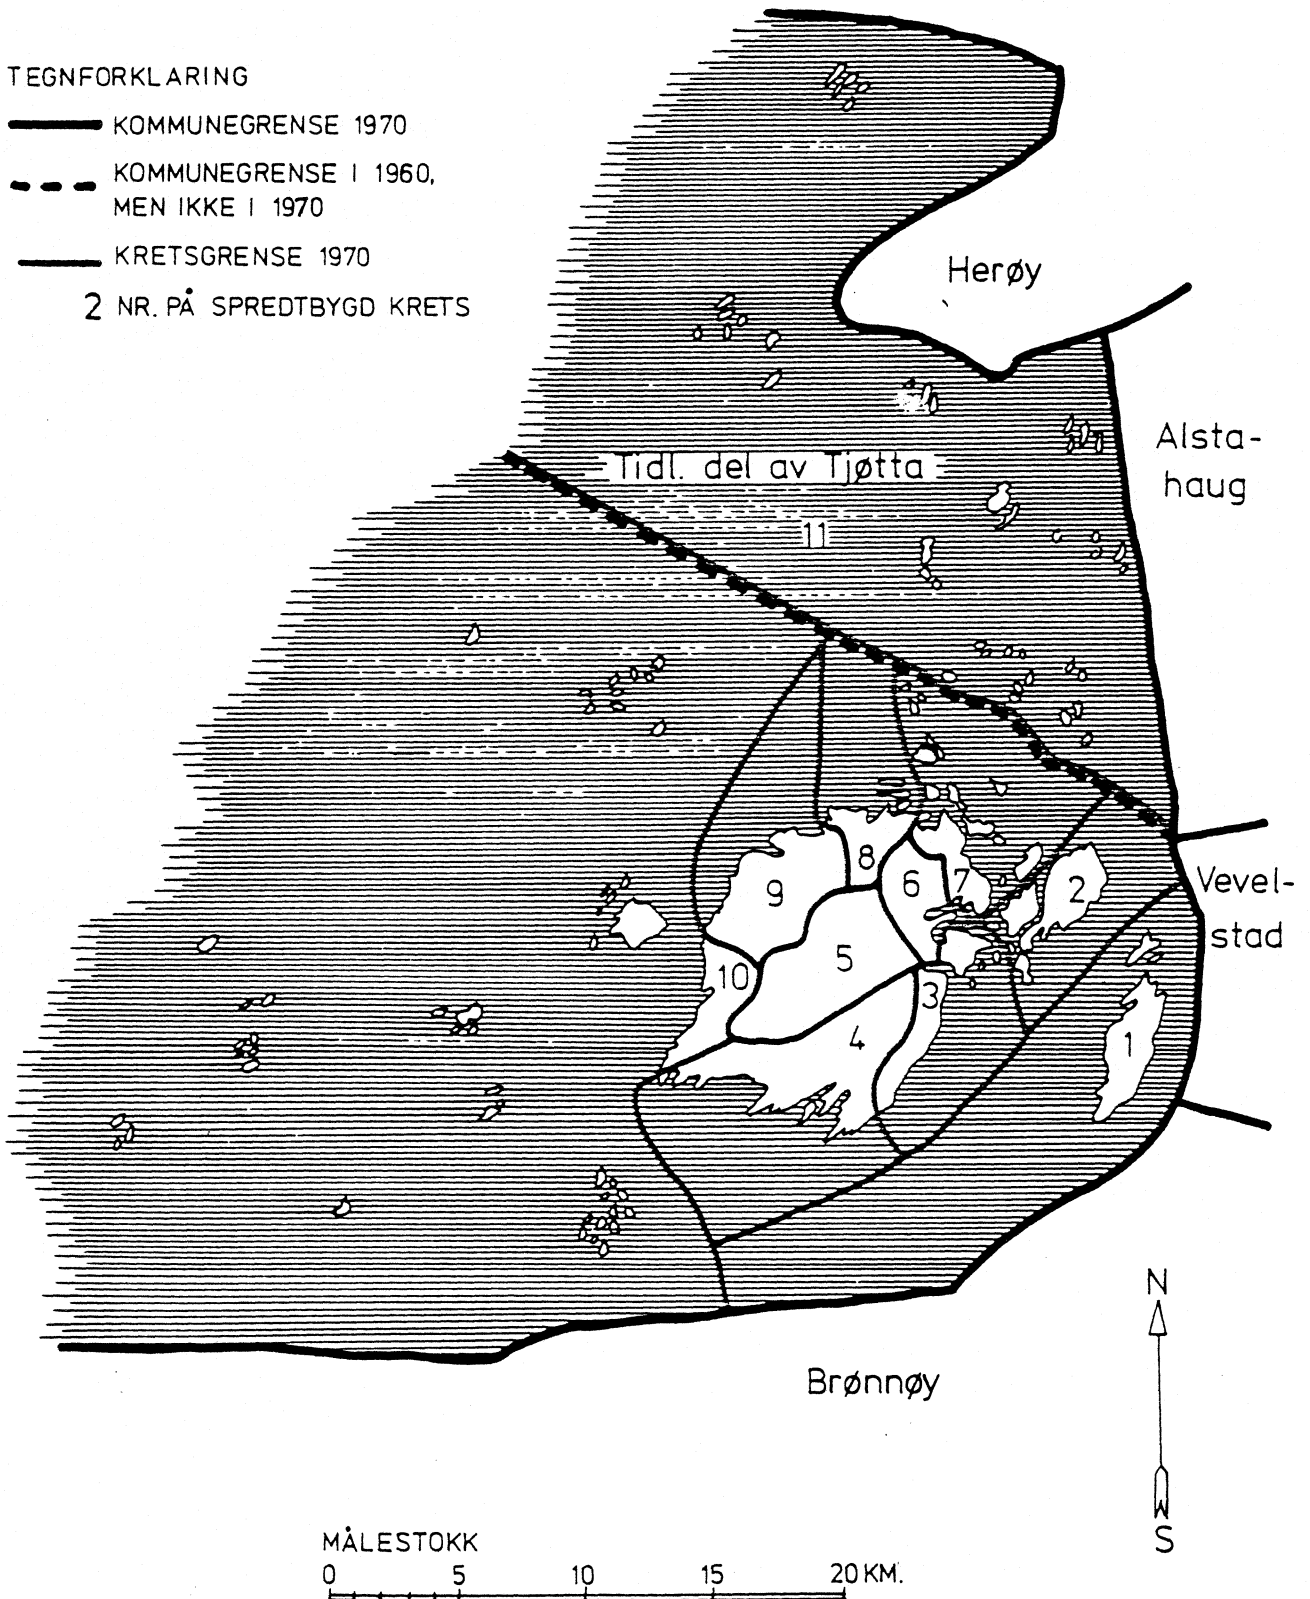 TEGNFORKLARING
KOMMUNEGRENSE 1970
KOMMUNEGRENSE I 1960,
MEN IKKE I 1970
KRETSGRENSE 1970
2 NR. PÅ SPREDTBYGD KRETS
Herøy
Alsta-
haug
Tidl. del av Tjøtta
11
8
9
6
7
2
Vevel-
stad
5
10
3
4
1
N
Brønnøy
S
MÅLESTOKK
0 5 10 15 20 KM.